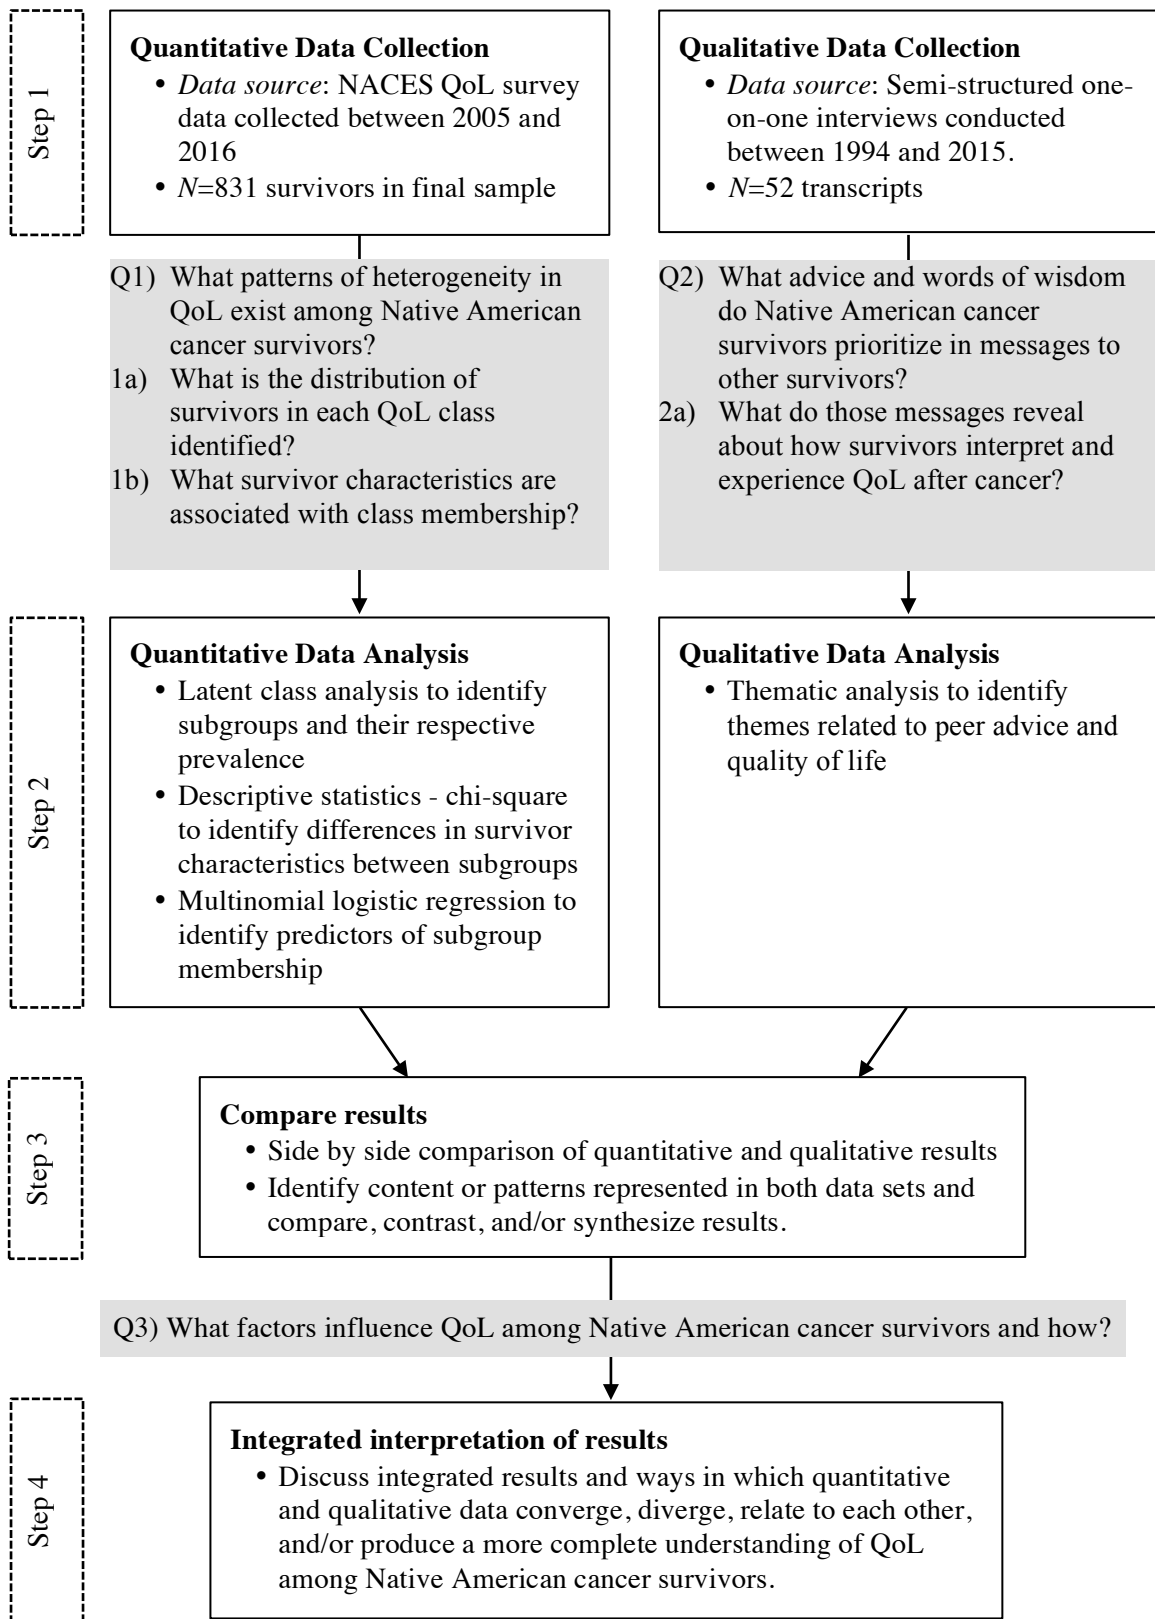 Step 1
Quantitative Data Collection
• Data source: NACES QoL survey
data collected between 2005 and
2016
• N=831 survivors in final sample
Qualitative Data Collection
• Data source: Semi-structured one-
on-one interviews conducted
between 1994 and 2015.
• N=52 transcripts
Q1) What patterns of heterogeneity in
QoL exist among Native American
cancer survivors?
1a) What is the distribution of
survivors in each QoL class
identified?
1b) What survivor characteristics are
associated with class membership?
Q2) What advice and words of wisdom
do Native American cancer
survivors prioritize in messages to
other survivors?
2a) What do those messages reveal
about how survivors interpret and
experience QoL after cancer?
Step 2
Quantitative Data Analysis
• Latent class analysis to identify
subgroups and their respective
prevalence
• Descriptive statistics - chi-square
to identify differences in survivor
characteristics between subgroups
• Multinomial logistic regression to
identify predictors of subgroup
membership
Qualitative Data Analysis
• Thematic analysis to identify
themes related to peer advice and
quality of life
Step 3
Compare results
• Side by side comparison of quantitative and qualitative results
• Identify content or patterns represented in both data sets and
compare, contrast, and/or synthesize results.
Q3) What factors influence QoL among Native American cancer survivors and how?
Step 4
Integrated interpretation of results
• Discuss integrated results and ways in which quantitative
and qualitative data converge, diverge, relate to each other,
and/or produce a more complete understanding of QoL
among Native American cancer survivors.